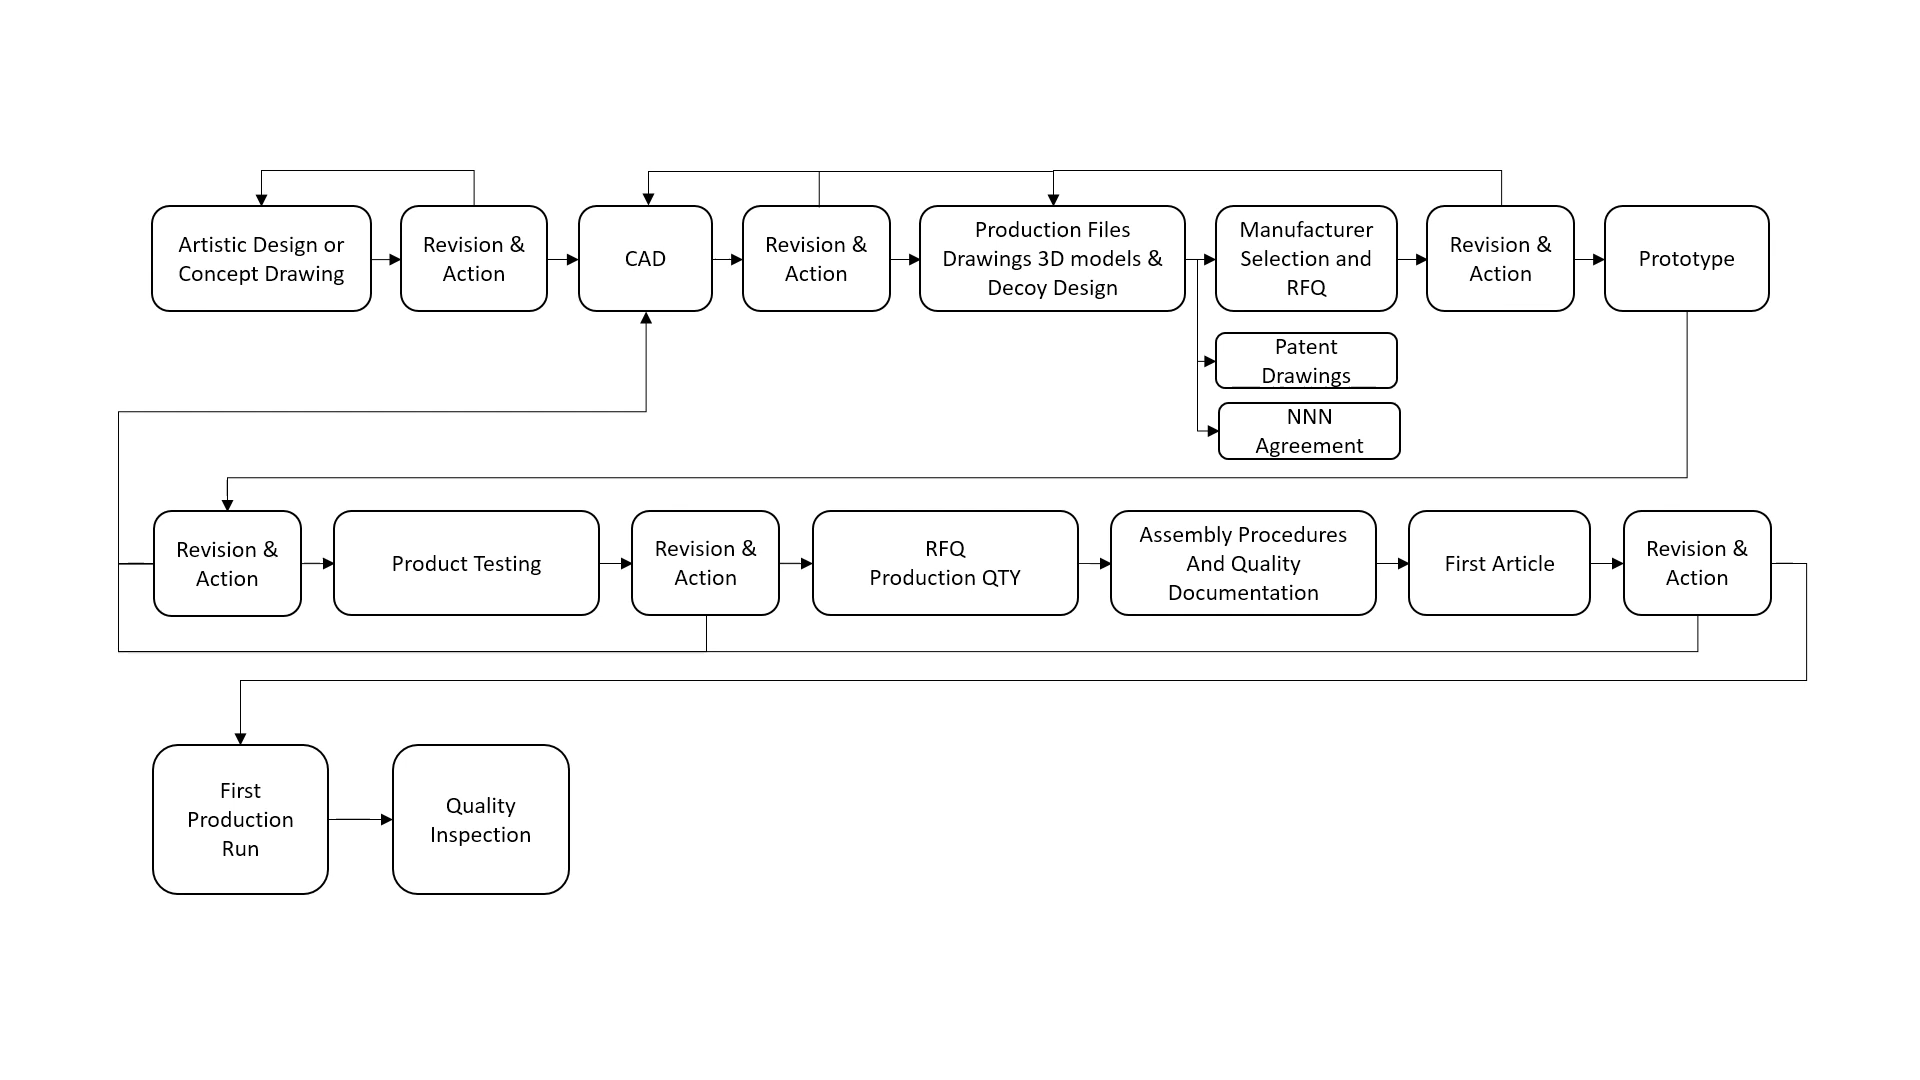 Artistic Design or
Concept Drawing
Revision &
Action
CAD
Revision &
Action
Production Files
Drawings 3D models &
Decoy Design
Manufacturer
Selection and
RFQ
Revision &
Action
Prototype
Patent
Drawings
NNN
Agreement
Revision &
Action
Product Testing
Revision &
Action
RFQ
Production QTY
Assembly Procedures
And Quality
Documentation
First Article
Revision &
Action
First
Production
Run
Quality
Inspection